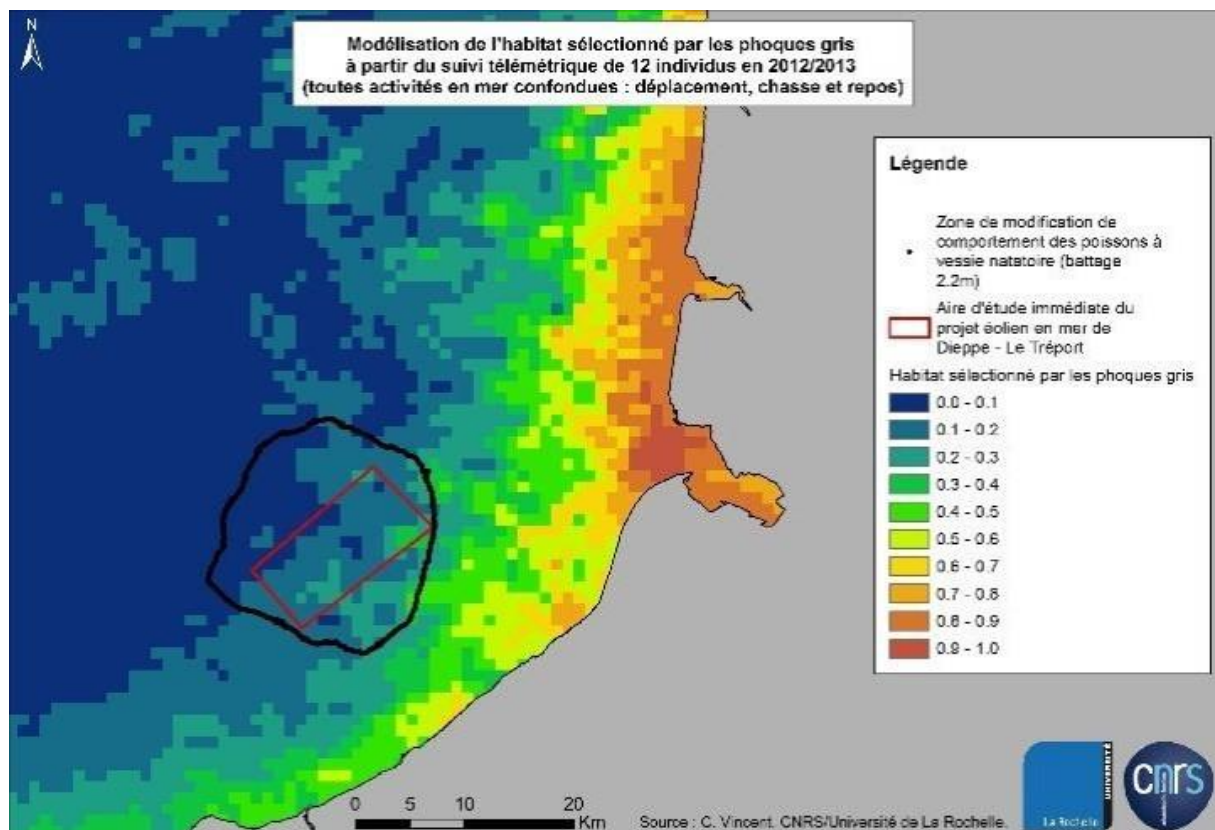 N
Modélisation de l'habitat sélectionné par les phoques gris
à partir du suivi télémétrique de 12 individus en 2012/2013
(toutes activités en mer confondues : déplacement, chasse et repos)
Légende
Zone de modification de
comportement des poissons à
vessie natatoire (battage
2.2m)
Aire d'étude immédiate du
projet éolien en mer de
Dieppe - Le Tréport
Habitat sélectionné par les phoques gris
0.0 - 0.1
0.1 - 0.2
0.2 - 0.3
0.3 - 0.4
0.4 - 0.5
0.5 - 0.6
0.6 - 0.7
0.7 - 0.8
0.8 - 0.9
0.9 - 1.0
0 5 10 20
Km
Source : C. Vincent. CNRS/Université de La Rochelle.
La Rochelle
UNIVERSITÉ
cnrs